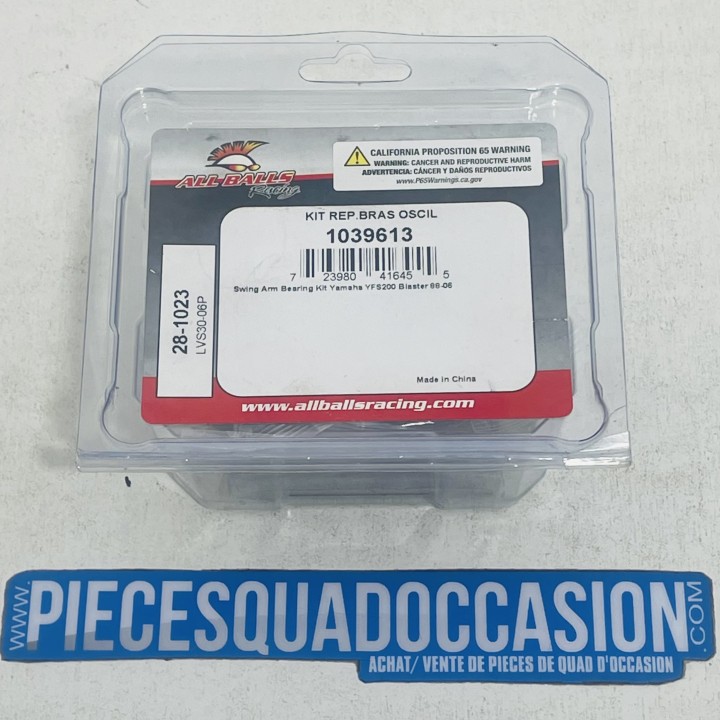 ALL BALLS
Racing
CALIFORNIA PROPOSITION 65 WARNING
WARNING: CANCER AND REPRODUCTIVE HARM
ADVERTENCIA: CÁNCER Y DAÑOS REPRODUCTIVOS
www.P65Warnings.ca.gov
KIT REP.BRAS OSCIL
1039613
7 23980 41645 5
Swing Arm Bearing Kit Yamaha YFS200 Blaster 88-06
28-1023
LVS30-06P
Made in China
www.allballsracing.com
www.PIECESQUADOCCASION.COM
ACHAT/ VENTE DE PIECES DE QUAD D'OCCASION